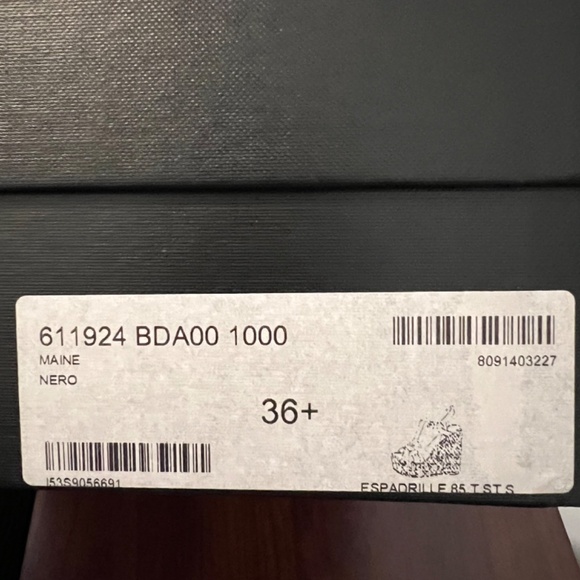 611924 BDA00 1000
MAINE
8091403227
NERO
36+
I53S9056691
ESPADRILLE 85 T.ST.S